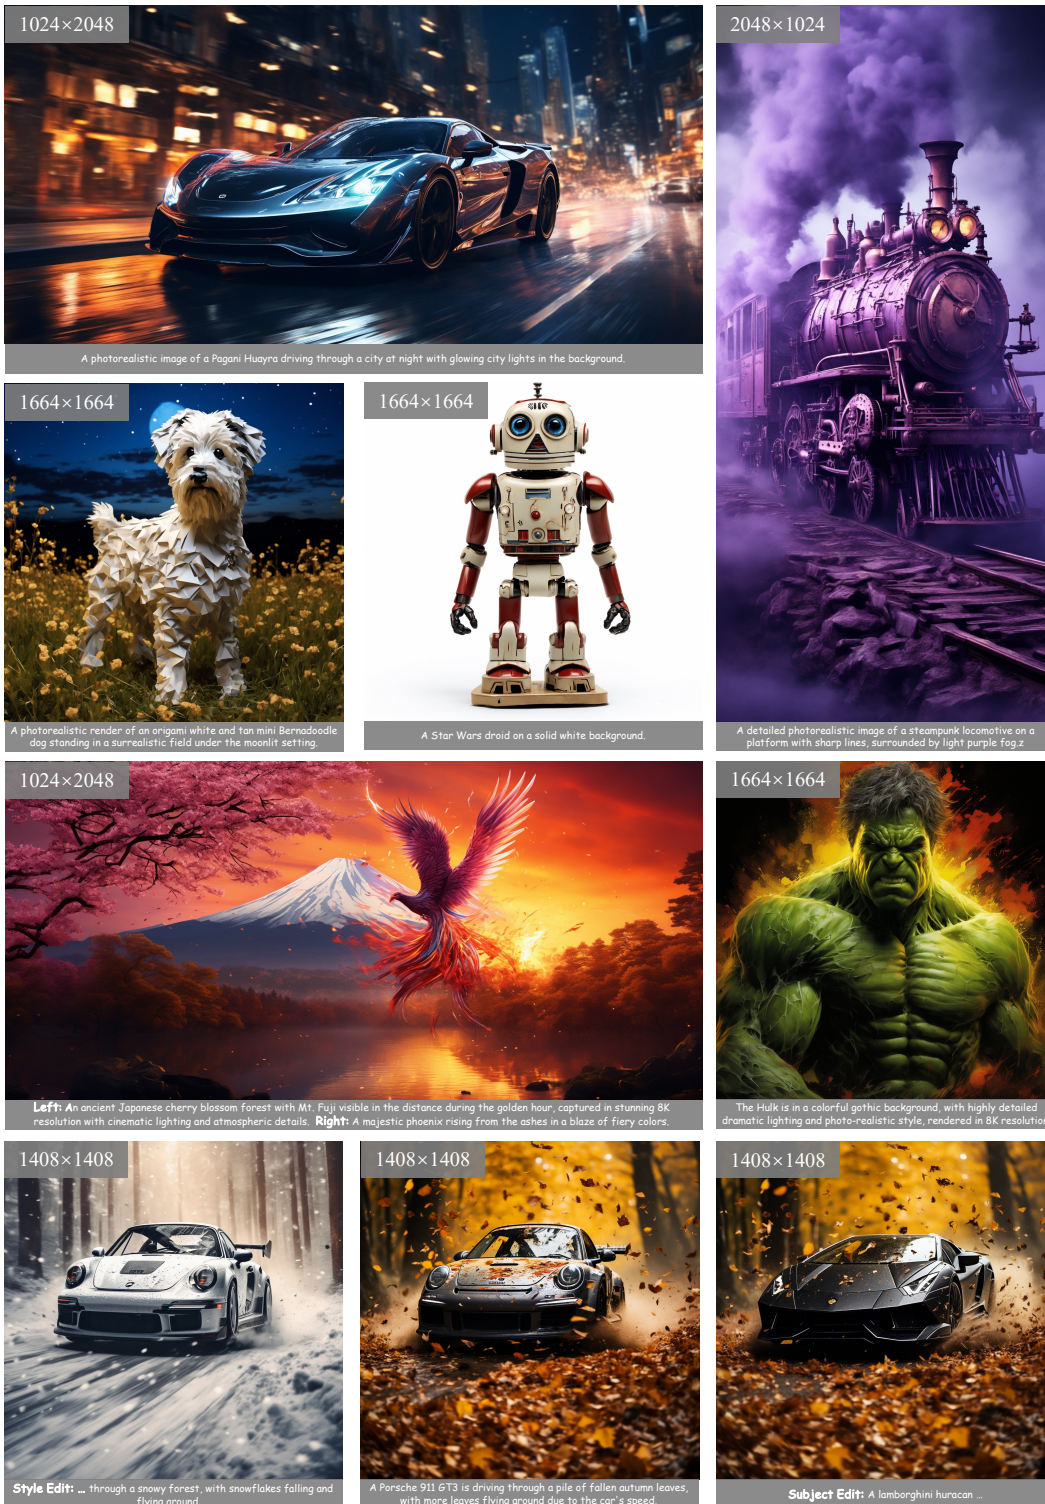 1024×2048
2048×1024
A photorealistic image of a Pagani Huayra driving through a city at night with glowing city lights in the background.
1664×1664
1664×1664
A photorealistic render of an origami white and tan mini Bernadoodle
dog standing in a surrealistic field under the moonlit setting.
A Star Wars droid on a solid white background.
A detailed photorealistic image of a steampunk locomotive on a
platform with sharp lines, surrounded by light purple fog.z
1024×2048
1664×1664
Left: An ancient Japanese cherry blossom forest with Mt. Fuji visible in the distance during the golden hour, captured in stunning 8K
resolution with cinematic lighting and atmospheric details. Right: A majestic phoenix rising from the ashes in a blaze of fiery colors.
The Hulk is in a colorful gothic background, with highly detailed
dramatic lighting and photo-realistic style, rendered in 8K resolution
1408×1408
1408×1408
1408×1408
Style Edit: … through a snowy forest, with snowflakes falling and
flying around
A Porsche 911 GT3 is driving through a pile of fallen autumn leaves,
with more leaves flying around due to the car's speed.
Subject Edit: A lamborghini huracan …